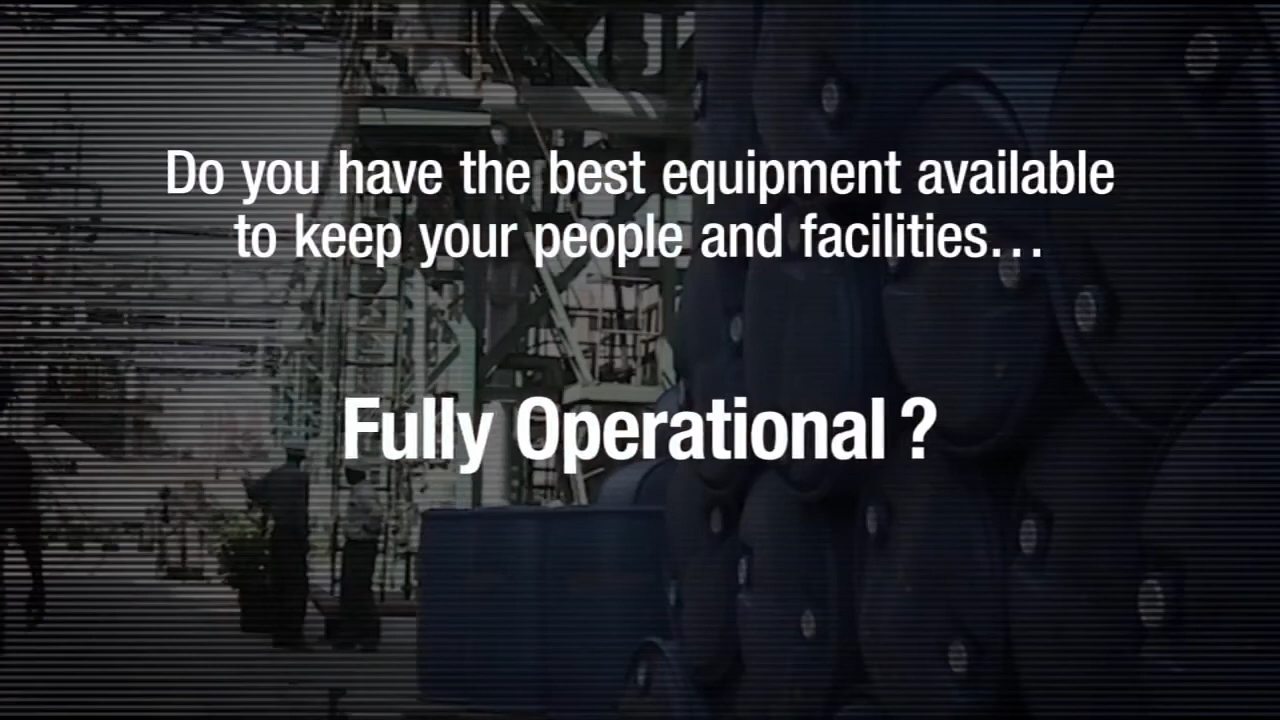 Do you have the best equipment available
to keep your people and facilities…
Fully Operational ?